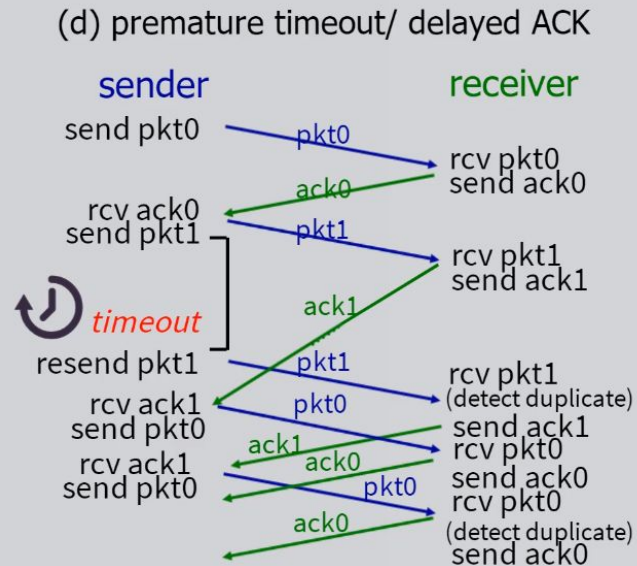 (d) premature timeout/ delayed ACK
sender
receiver
send pkt0
pkt0
rcv pkt0
send ack0
ack0
rcv ack0
send pkt1
pkt1
rcv pkt1
send ack1
ack1
timeout
resend pkt1
pkt1
rcv pkt1
(detect duplicate)
send ack1
rcv ack1
send pkt0
pkt0
rcv pkt0
send ack0
ack1
rcv ack1
send pkt0
ack0
pkt0
rcv pkt0
(detect duplicate)
send ack0
ack0